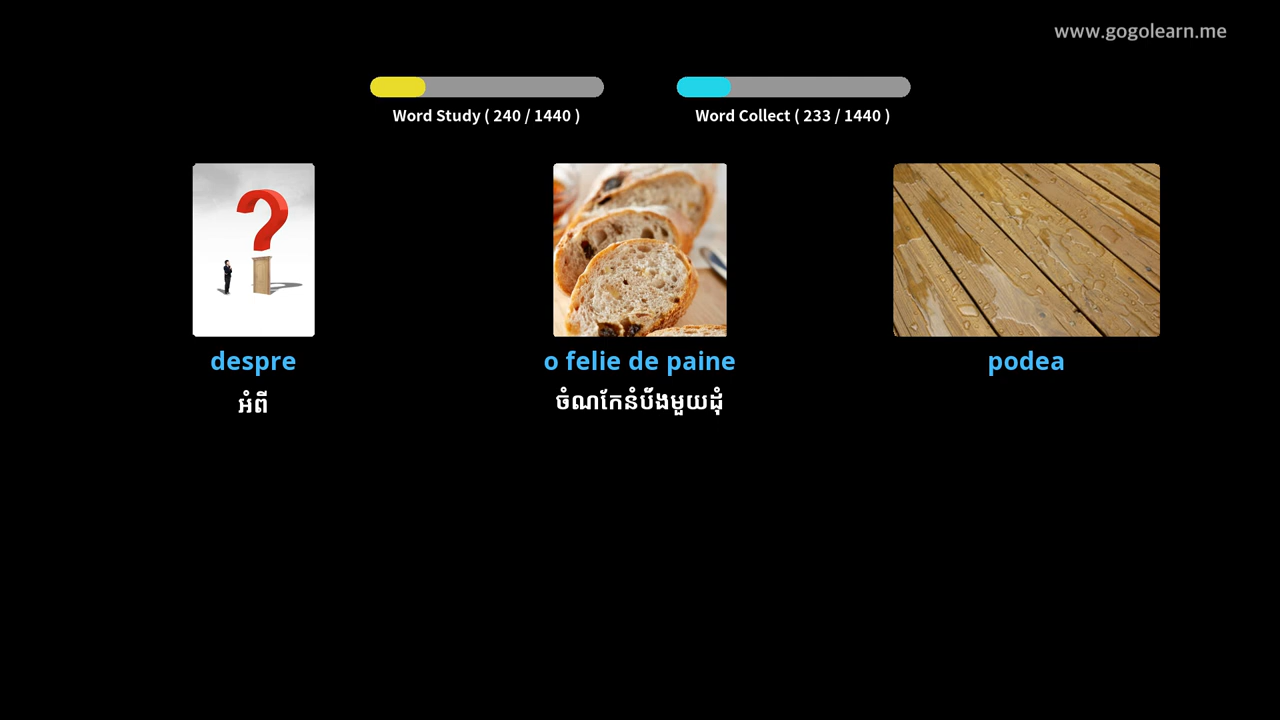 www.gogolearn.me
Word Study ( 240 / 1440 )
Word Collect ( 233 / 1440 )
despre
o felie de paine
podea
អំពី
ចំណកែនំប័ងមួយដុំ